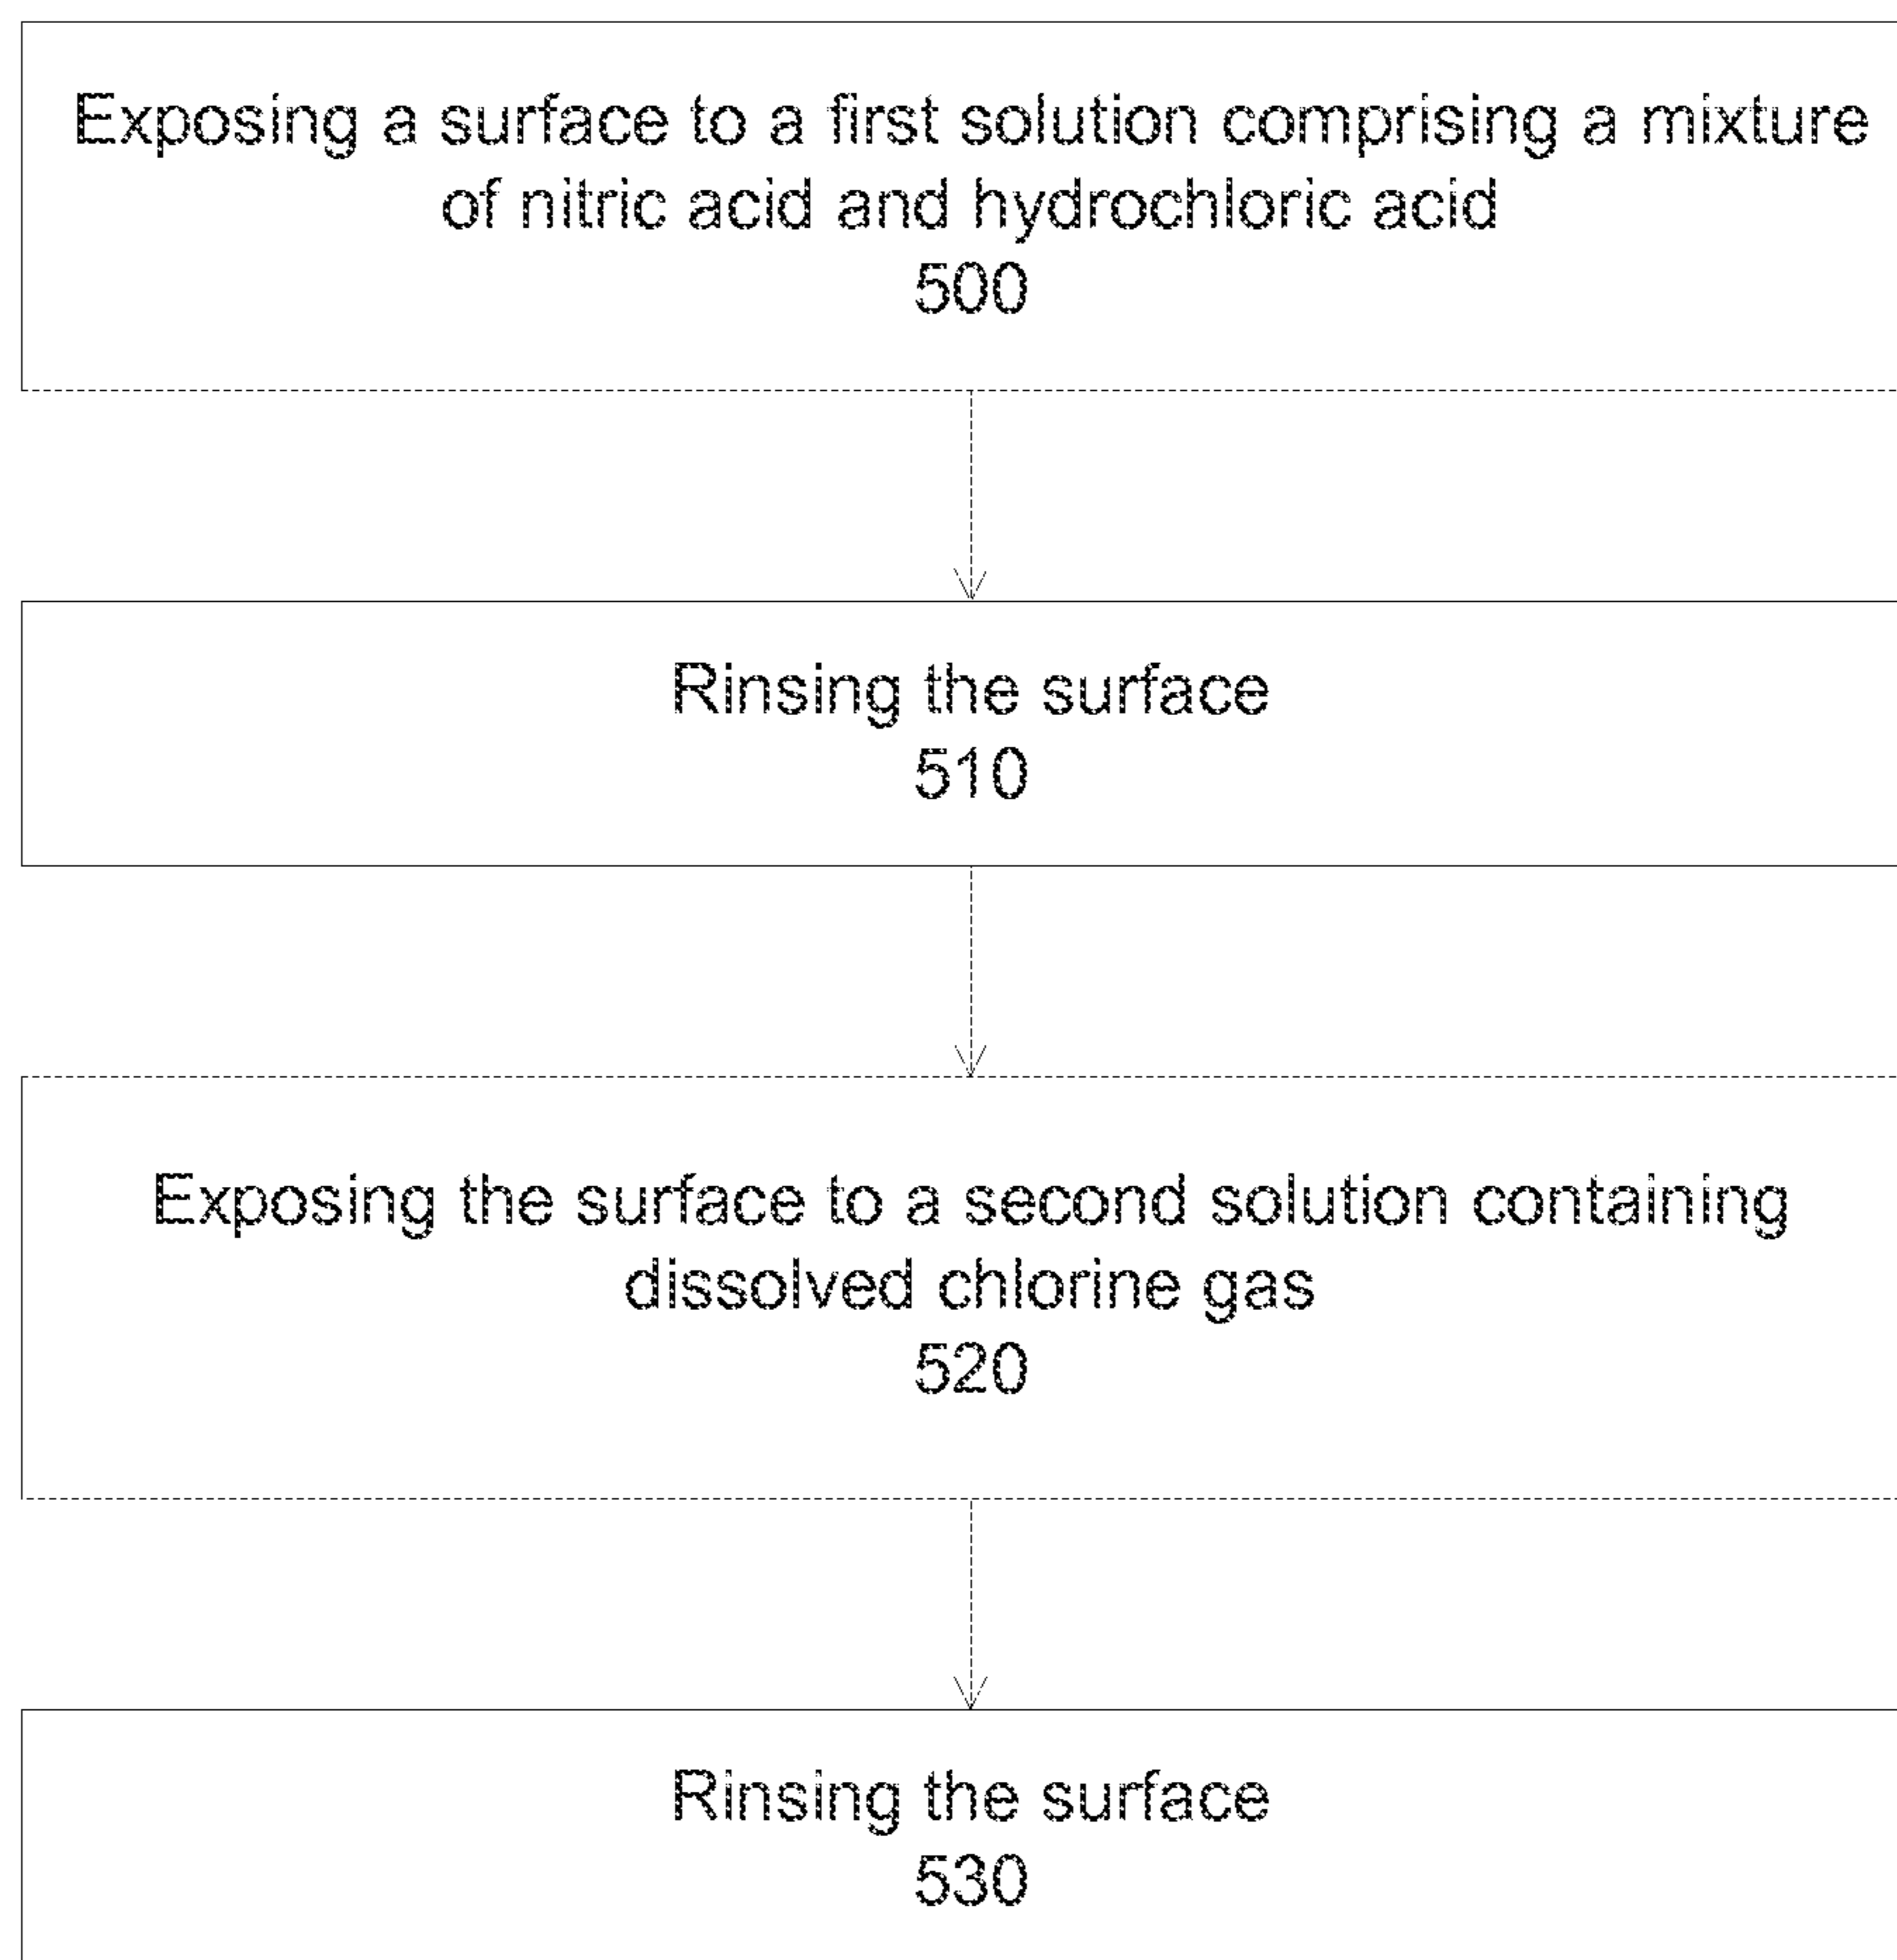 Exposing a surface to a first solution comprising a mixture
of nitric acid and hydrochloric acid
500
Rinsing the surface
510
Exposing the surface to a second solution containing
dissolved chlorine gas
520
Rinsing the surface
530